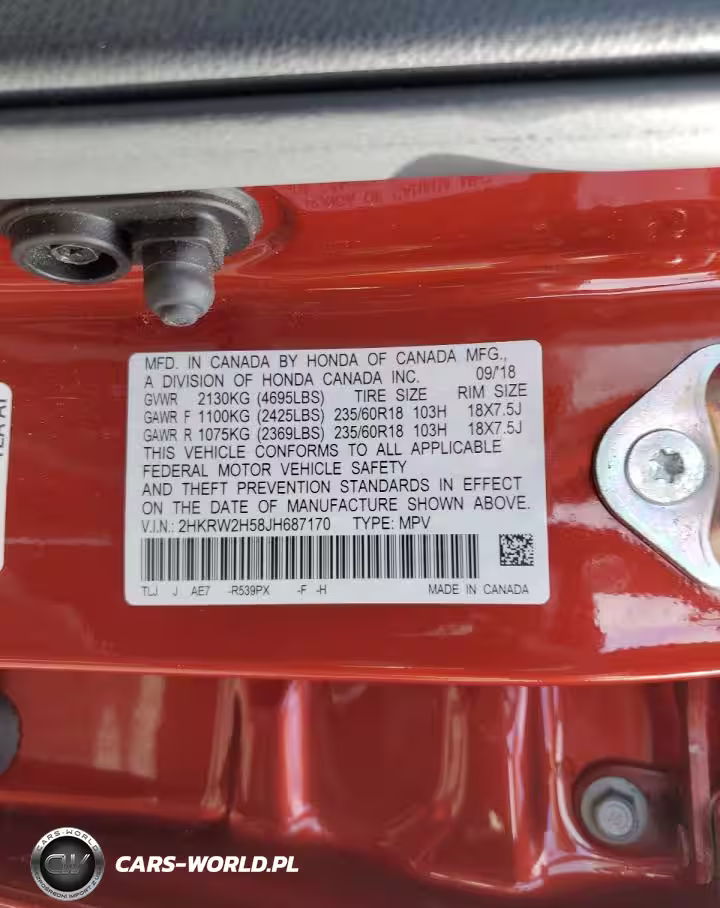 MFD. IN CANADA BY HONDA OF CANADA MFG.,
A DIVISION OF HONDA CANADA INC. 09/'18
GVWR 2130KG (4695LBS) TIRE SIZE RIM SIZE
GAWR F 1100KG (2425LBS) 235/60R18 103H 18X7.5J
GAWR R 1075KG (2369LBS) 235/60R18 103H 18X7.5J
THIS VEHICLE CONFORMS TO ALL APPLICABLE
FEDERAL MOTOR VEHICLE SAFETY
AND THEFT PREVENTION STANDARDS IN EFFECT
ON THE DATE OF MANUFACTURE SHOWN ABOVE.
V.I.N.: 2HKRW2H58JH687170 TYPE: MPV
TLJ J AE7 -R539PX -F -H MADE IN CANADA
CARS-WORLD
CW
CARS-WORLD.PL